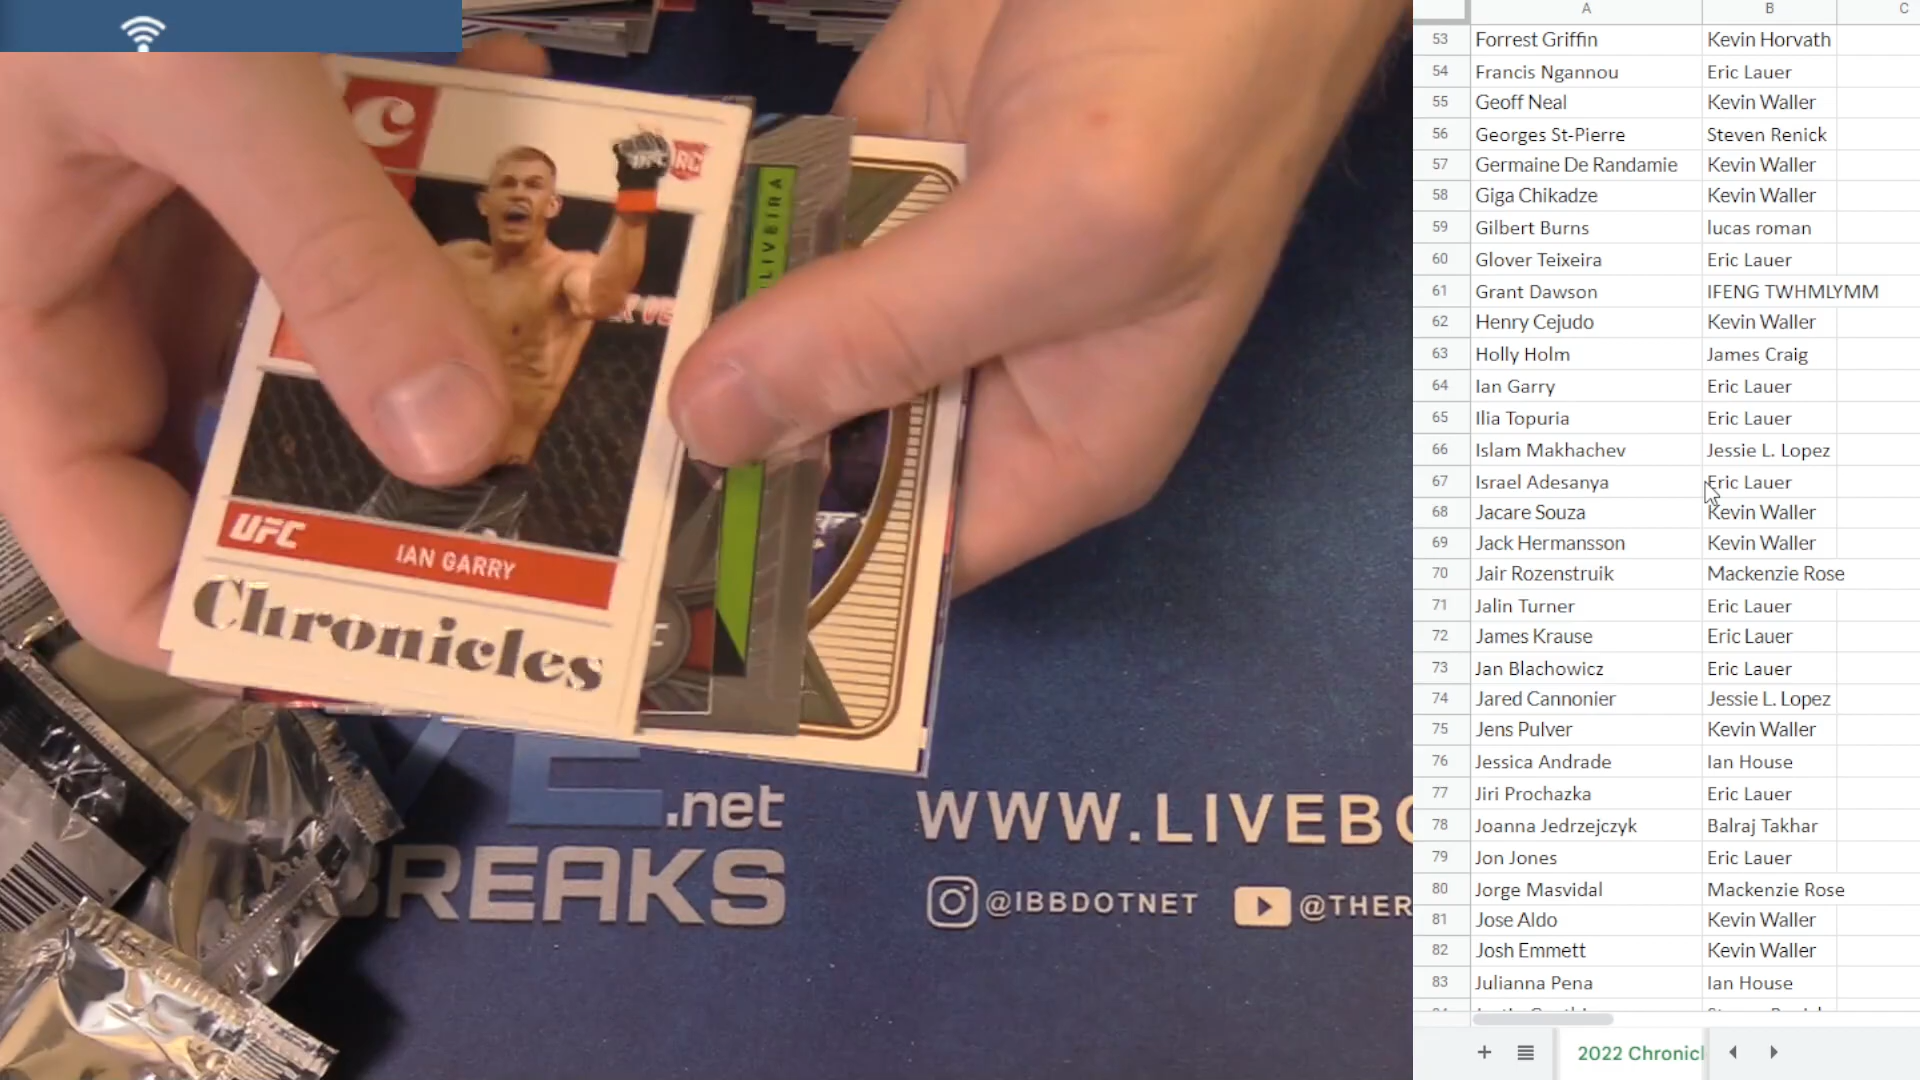 RC
UFC
LIVEIRA
UFC
IAN GARRY
Chronicles
.net
BREAKS
WWW.LIVEB
@IBBDOTNET
@THER
A B C
53 Forrest Griffin Kevin Horvath
54 Francis Ngannou Eric Lauer
55 Geoff Neal Kevin Waller
56 Georges St-Pierre Steven Renick
57 Germaine De Randamie Kevin Waller
58 Giga Chikadze Kevin Waller
59 Gilbert Burns lucas roman
60 Glover Teixeira Eric Lauer
61 Grant Dawson IFENG TWHMLYMM
62 Henry Cejudo Kevin Waller
63 Holly Holm James Craig
64 Ian Garry Eric Lauer
65 Ilia Topuria Eric Lauer
66 Islam Makhachev Jessie L. Lopez
67 Israel Adesanya Eric Lauer
68 Jacare Souza Kevin Waller
69 Jack Hermansson Kevin Waller
70 Jair Rozenstruik Mackenzie Rose
71 Jalin Turner Eric Lauer
72 James Krause Eric Lauer
73 Jan Blachowicz Eric Lauer
74 Jared Cannonier Jessie L. Lopez
75 Jens Pulver Kevin Waller
76 Jessica Andrade Ian House
77 Jiri Prochazka Eric Lauer
78 Joanna Jedrzejczyk Balraj Takhar
79 Jon Jones Eric Lauer
80 Jorge Masvidal Mackenzie Rose
81 Jose Aldo Kevin Waller
82 Josh Emmett Kevin Waller
83 Julianna Pena Ian House
2022 Chronicl